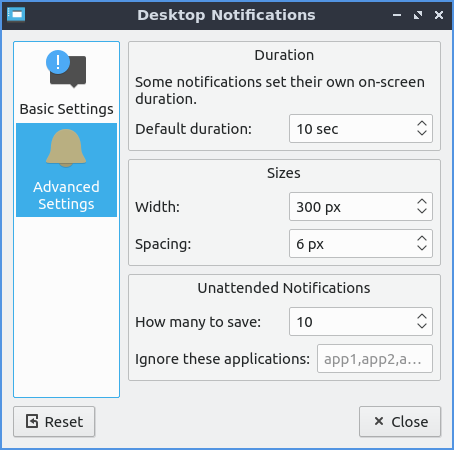 Desktop Notifications
Basic Settings
Advanced
Settings
Duration
Some notifications set their own on-screen
duration.
Default duration: 10 sec
Sizes
Width: 300 px
Spacing: 6 px
Unattended Notifications
How many to save: 10
Ignore these applications: app1,app2,a...
Reset
Close